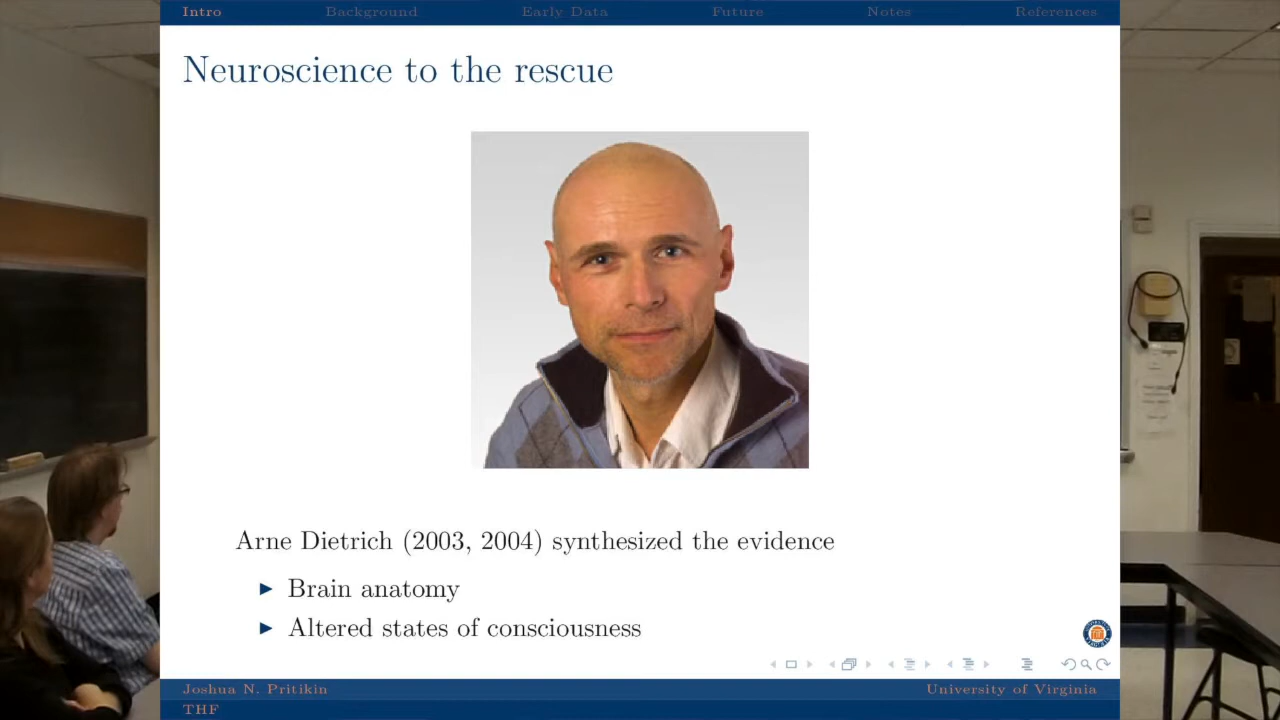 Intro Background Early Data Future Notes References
Neuroscience to the rescue
Arne Dietrich (2003, 2004) synthesized the evidence
► Brain anatomy
► Altered states of consciousness
Joshua N. Pritikin University of Virginia
THF